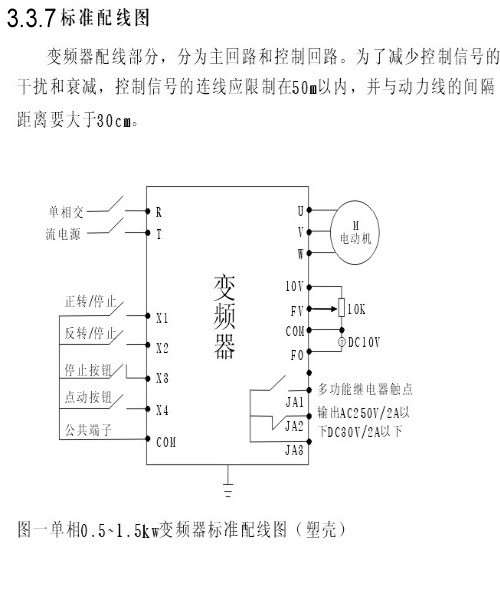 3.3.7标准配线图
变频器配线部分，分为主回路和控制回路。为了减少控制信号的
干扰和衰减，控制信号的连线应限制在50m以内，并与动力线的间隔
距离要大于30cm。
单相交
流电源
R
T
正转/停止
X1
反转/停止
X2
停止按钮
X3
点动按钮
X4
公共端子
COM
变频器
U
V
W
M
电动机
10V
FV
10K
COM
DC10V
FO
JA1
多功能继电器触点
JA2
输出AC250V/2A以
下DC30V/2A以下
JA3
图一单相0.5~1.5kw变频器标准配线图（塑壳）